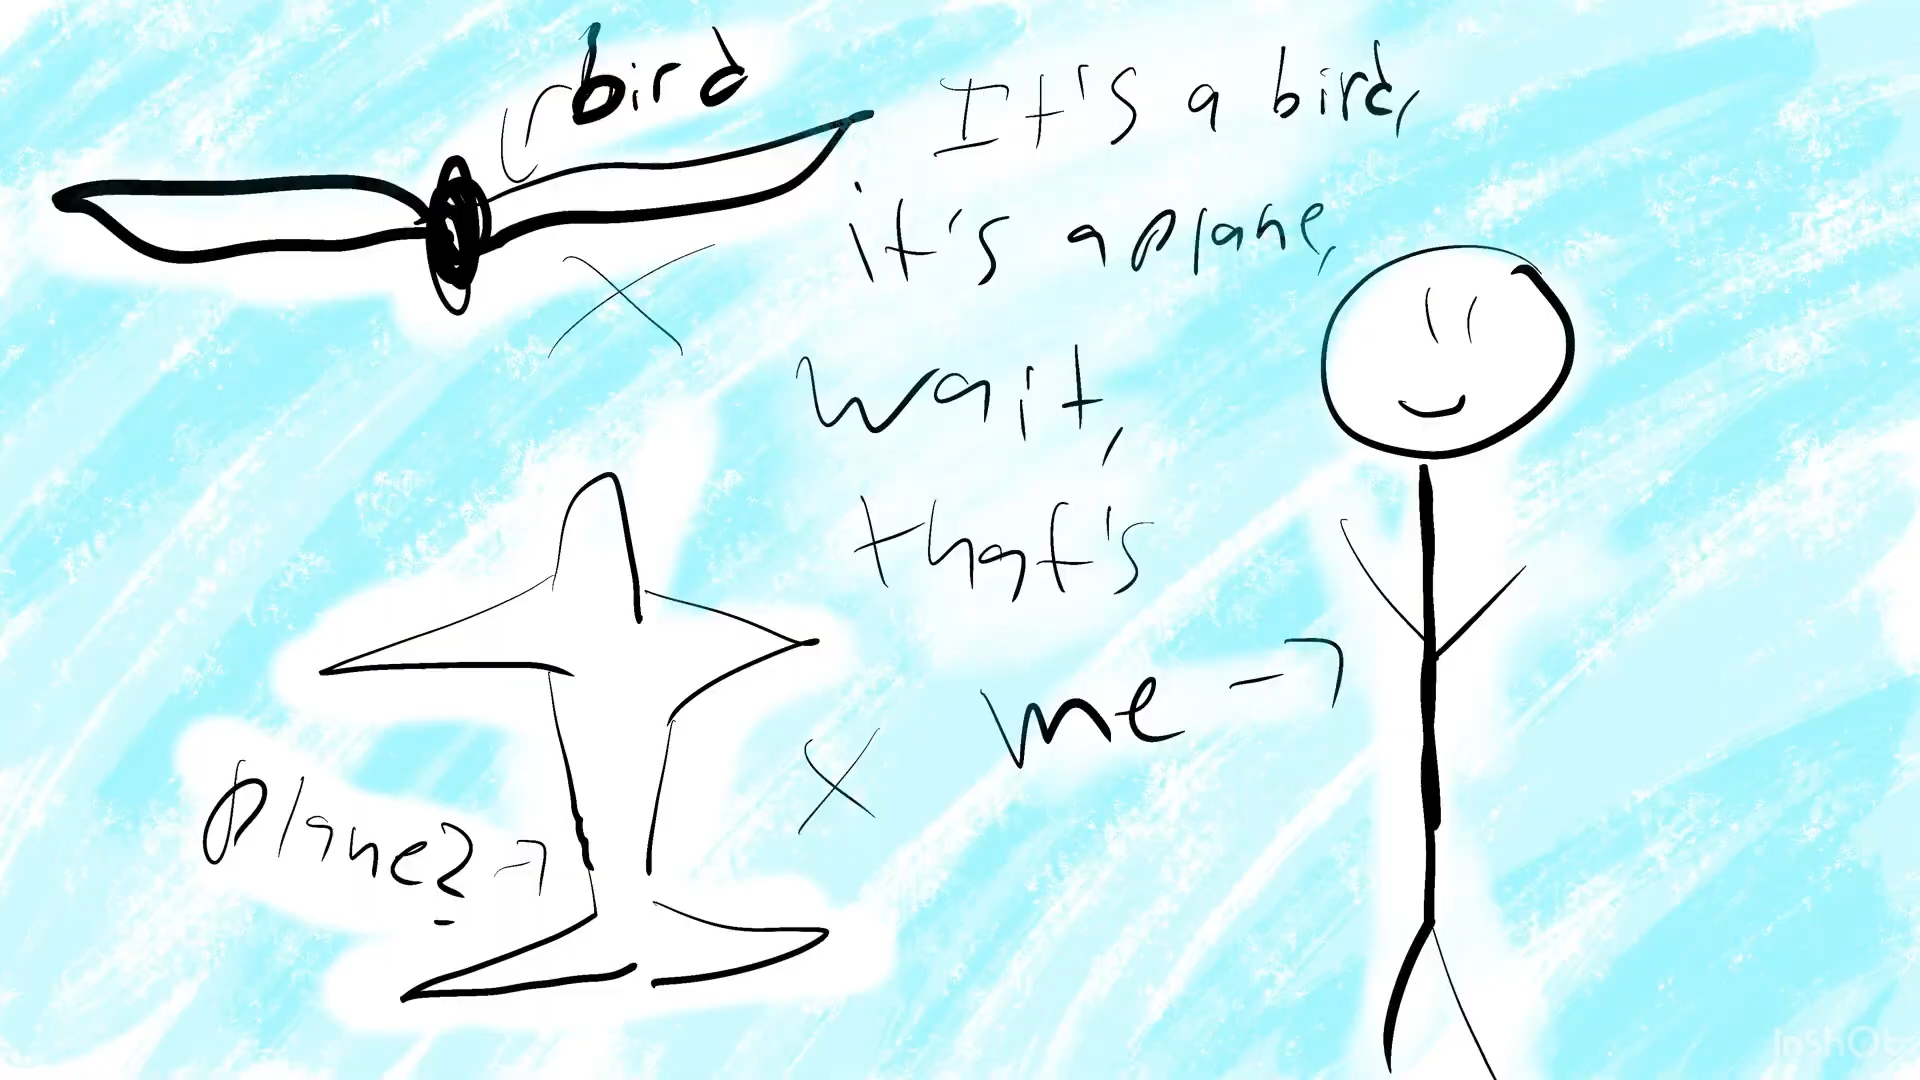 bird
It's a bird,
it's a plane,
wait,
that's
me →
plane? →
InShOt